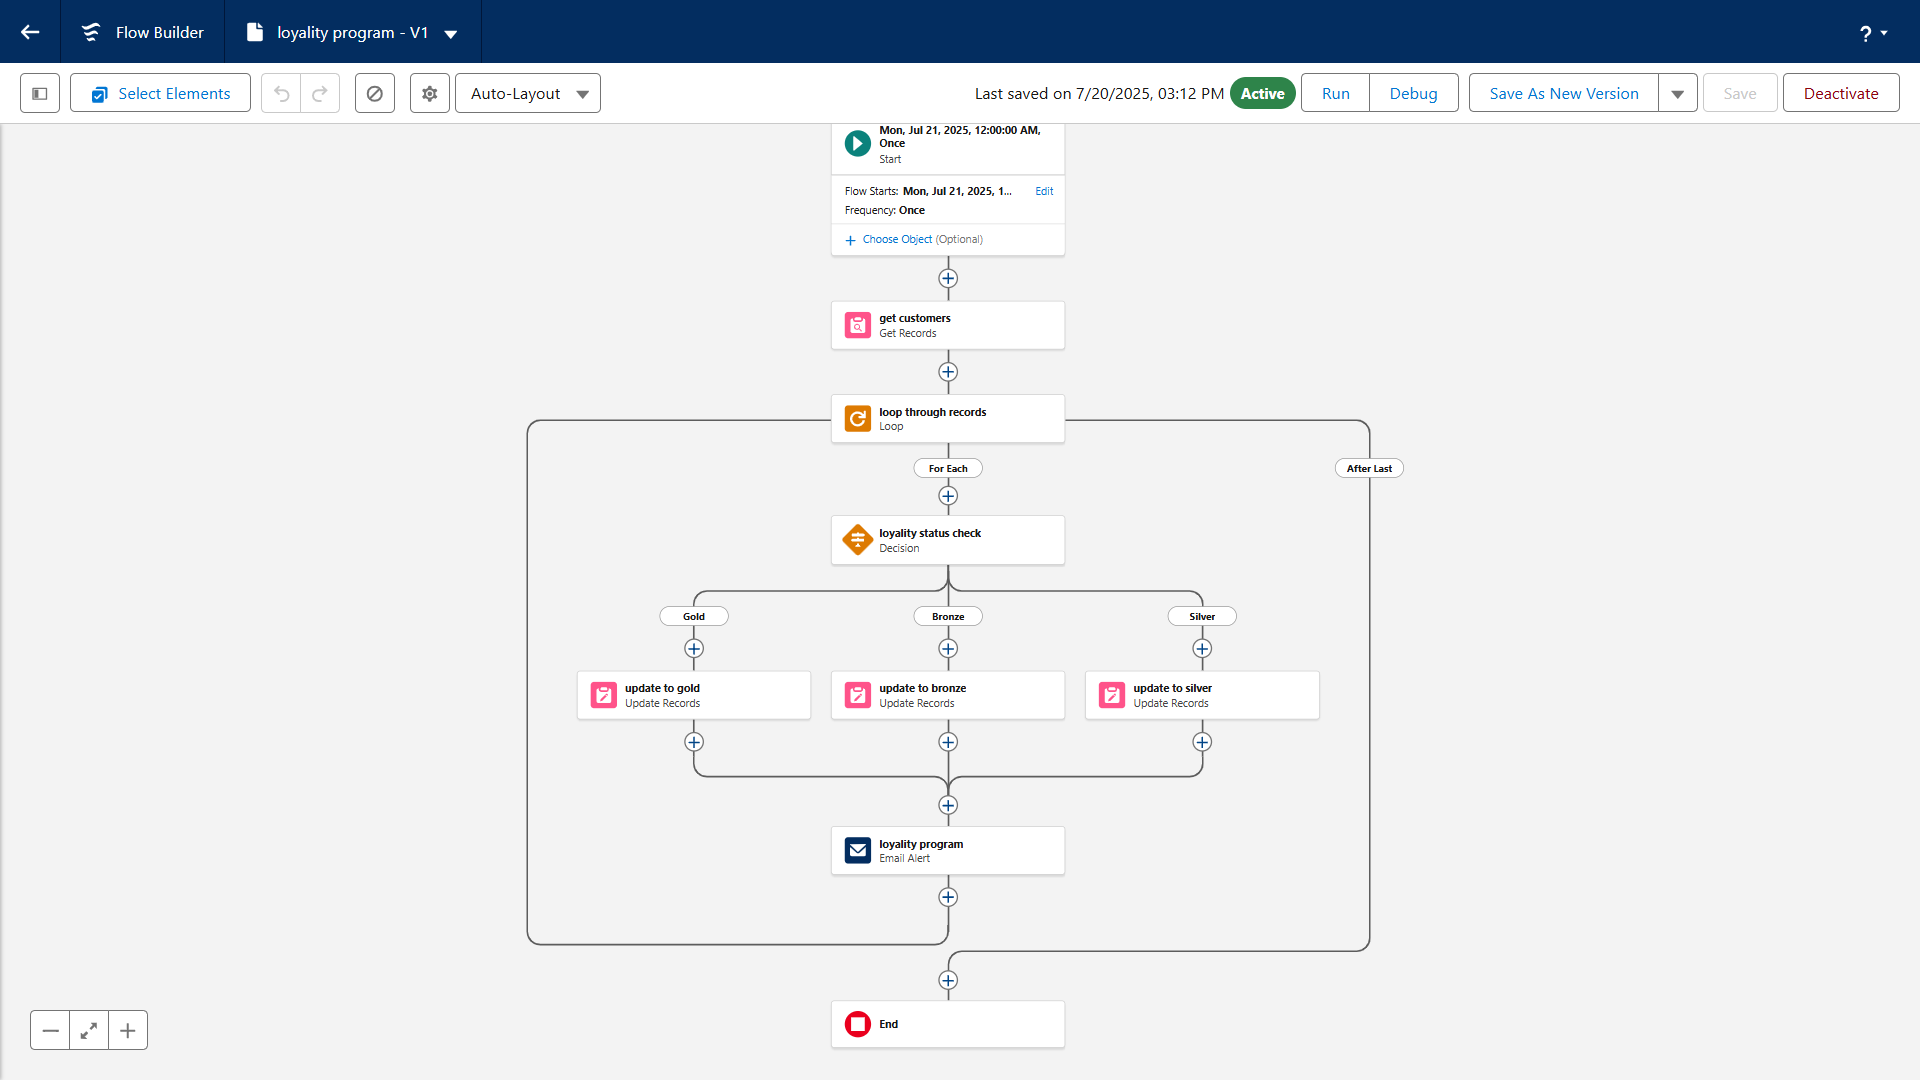 Flow Builder
loyality program - V1
?
Select Elements
Auto-Layout
Last saved on 7/20/2025, 03:12 PM
Active
Run
Debug
Save As New Version
Save
Deactivate
Mon, Jul 21, 2025, 12:00:00 AM,
Once
Start
Flow Starts: Mon, Jul 21, 2025, 1... Edit
Frequency: Once
+ Choose Object (Optional)
get customers
Get Records
loop through records
Loop
For Each
After Last
loyality status check
Decision
Gold
Bronze
Silver
update to gold
Update Records
update to bronze
Update Records
update to silver
Update Records
loyality program
Email Alert
End